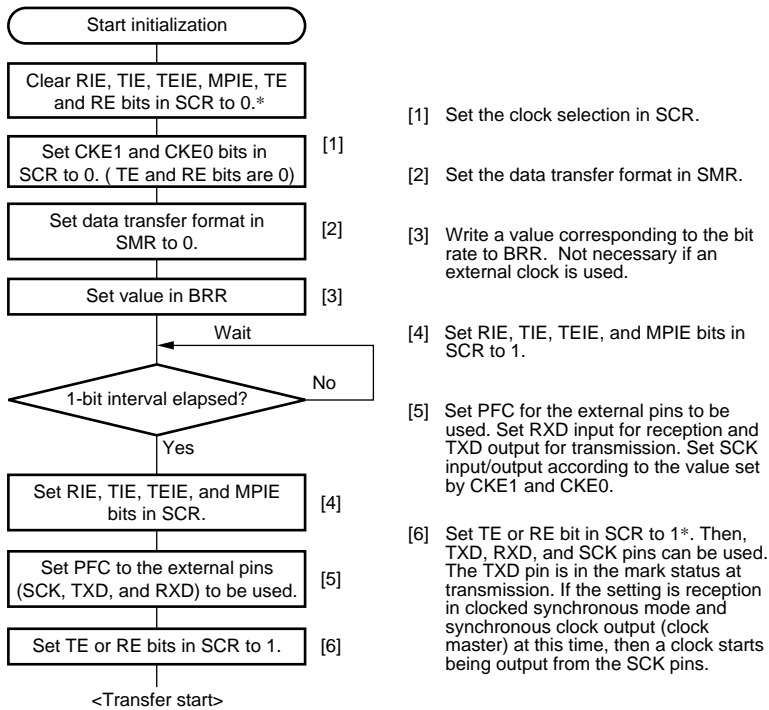 Start initialization
Clear RIE, TIE, TEIE, MPIE, TE
and RE bits in SCR to 0.*
Set CKE1 and CKE0 bits in
SCR to 0. ( TE and RE bits are 0)
[1]
Set data transfer format in
SMR to 0.
[2]
Set value in BRR
[3]
Wait
1-bit interval elapsed?
No
Yes
Set RIE, TIE, TEIE, and MPIE
bits in SCR.
[4]
Set PFC to the external pins
(SCK, TXD, and RXD) to be used.
[5]
Set TE or RE bits in SCR to 1.
[6]
<Transfer start>
[1] Set the clock selection in SCR.
[2] Set the data transfer format in SMR.
[3] Write a value corresponding to the bit
rate to BRR. Not necessary if an
external clock is used.
[4] Set RIE, TIE, TEIE, and MPIE bits in
SCR to 1.
[5] Set PFC for the external pins to be
used. Set RXD input for reception and
TXD output for transmission. Set SCK
input/output according to the value set
by CKE1 and CKE0.
[6] Set TE or RE bit in SCR to 1*. Then,
TXD, RXD, and SCK pins can be used.
The TXD pin is in the mark status at
transmission. If the setting is reception
in clocked synchronous mode and
synchronous clock output (clock
master) at this time, then a clock starts
being output from the SCK pins.